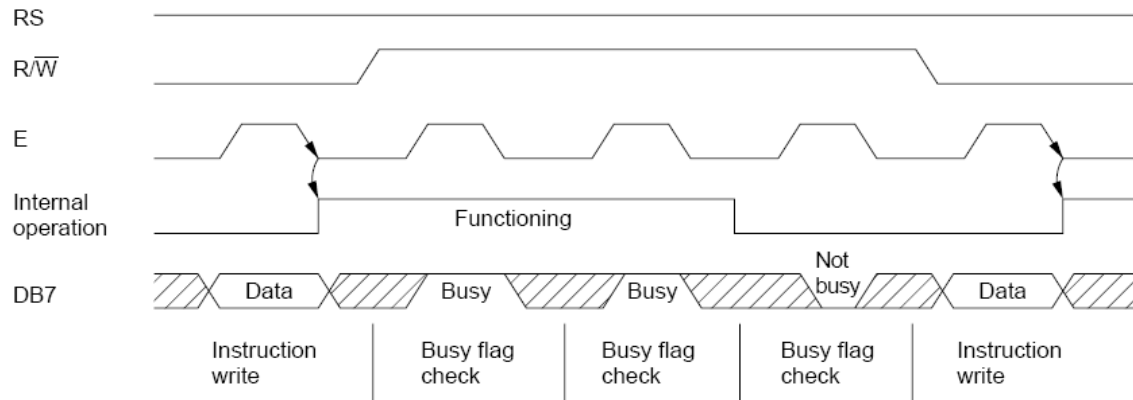 RS
R/W̅
E
Internal
operation
Functioning
DB7
Data
Busy
Busy
Not
busy
Data
Instruction
write
Busy flag
check
Busy flag
check
Busy flag
check
Instruction
write